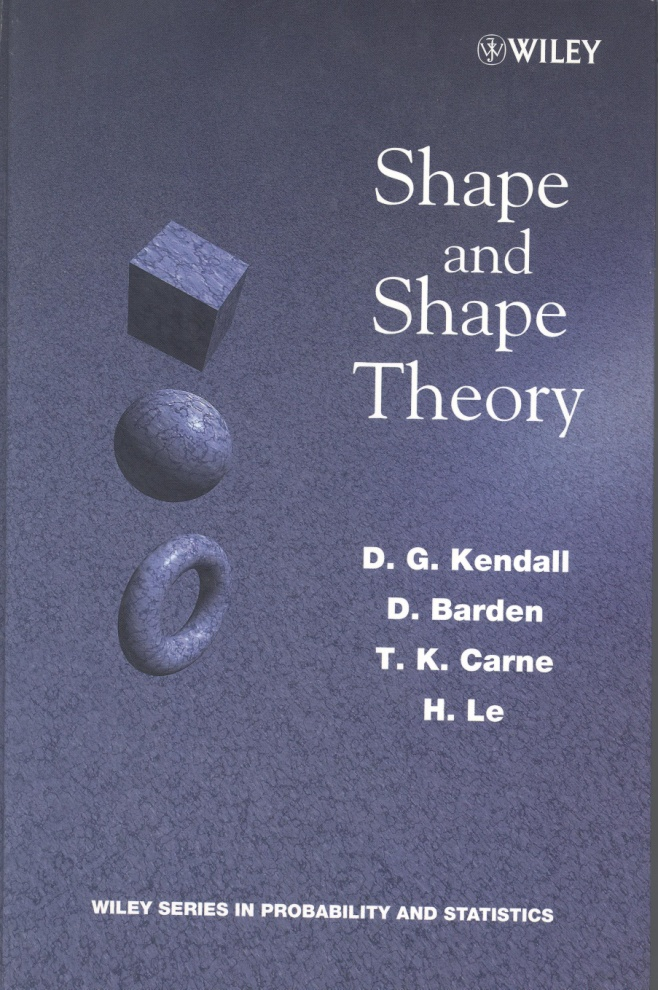 WILEY
Shape
and
Shape
Theory
D. G. Kendall
D. Barden
T. K. Carne
H. Le
WILEY SERIES IN PROBABILITY AND STATISTICS